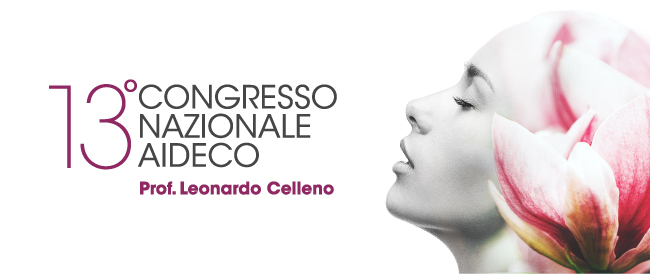 13° CONGRESSO
NAZIONALE
AIDECO
Prof. Leonardo Celleno